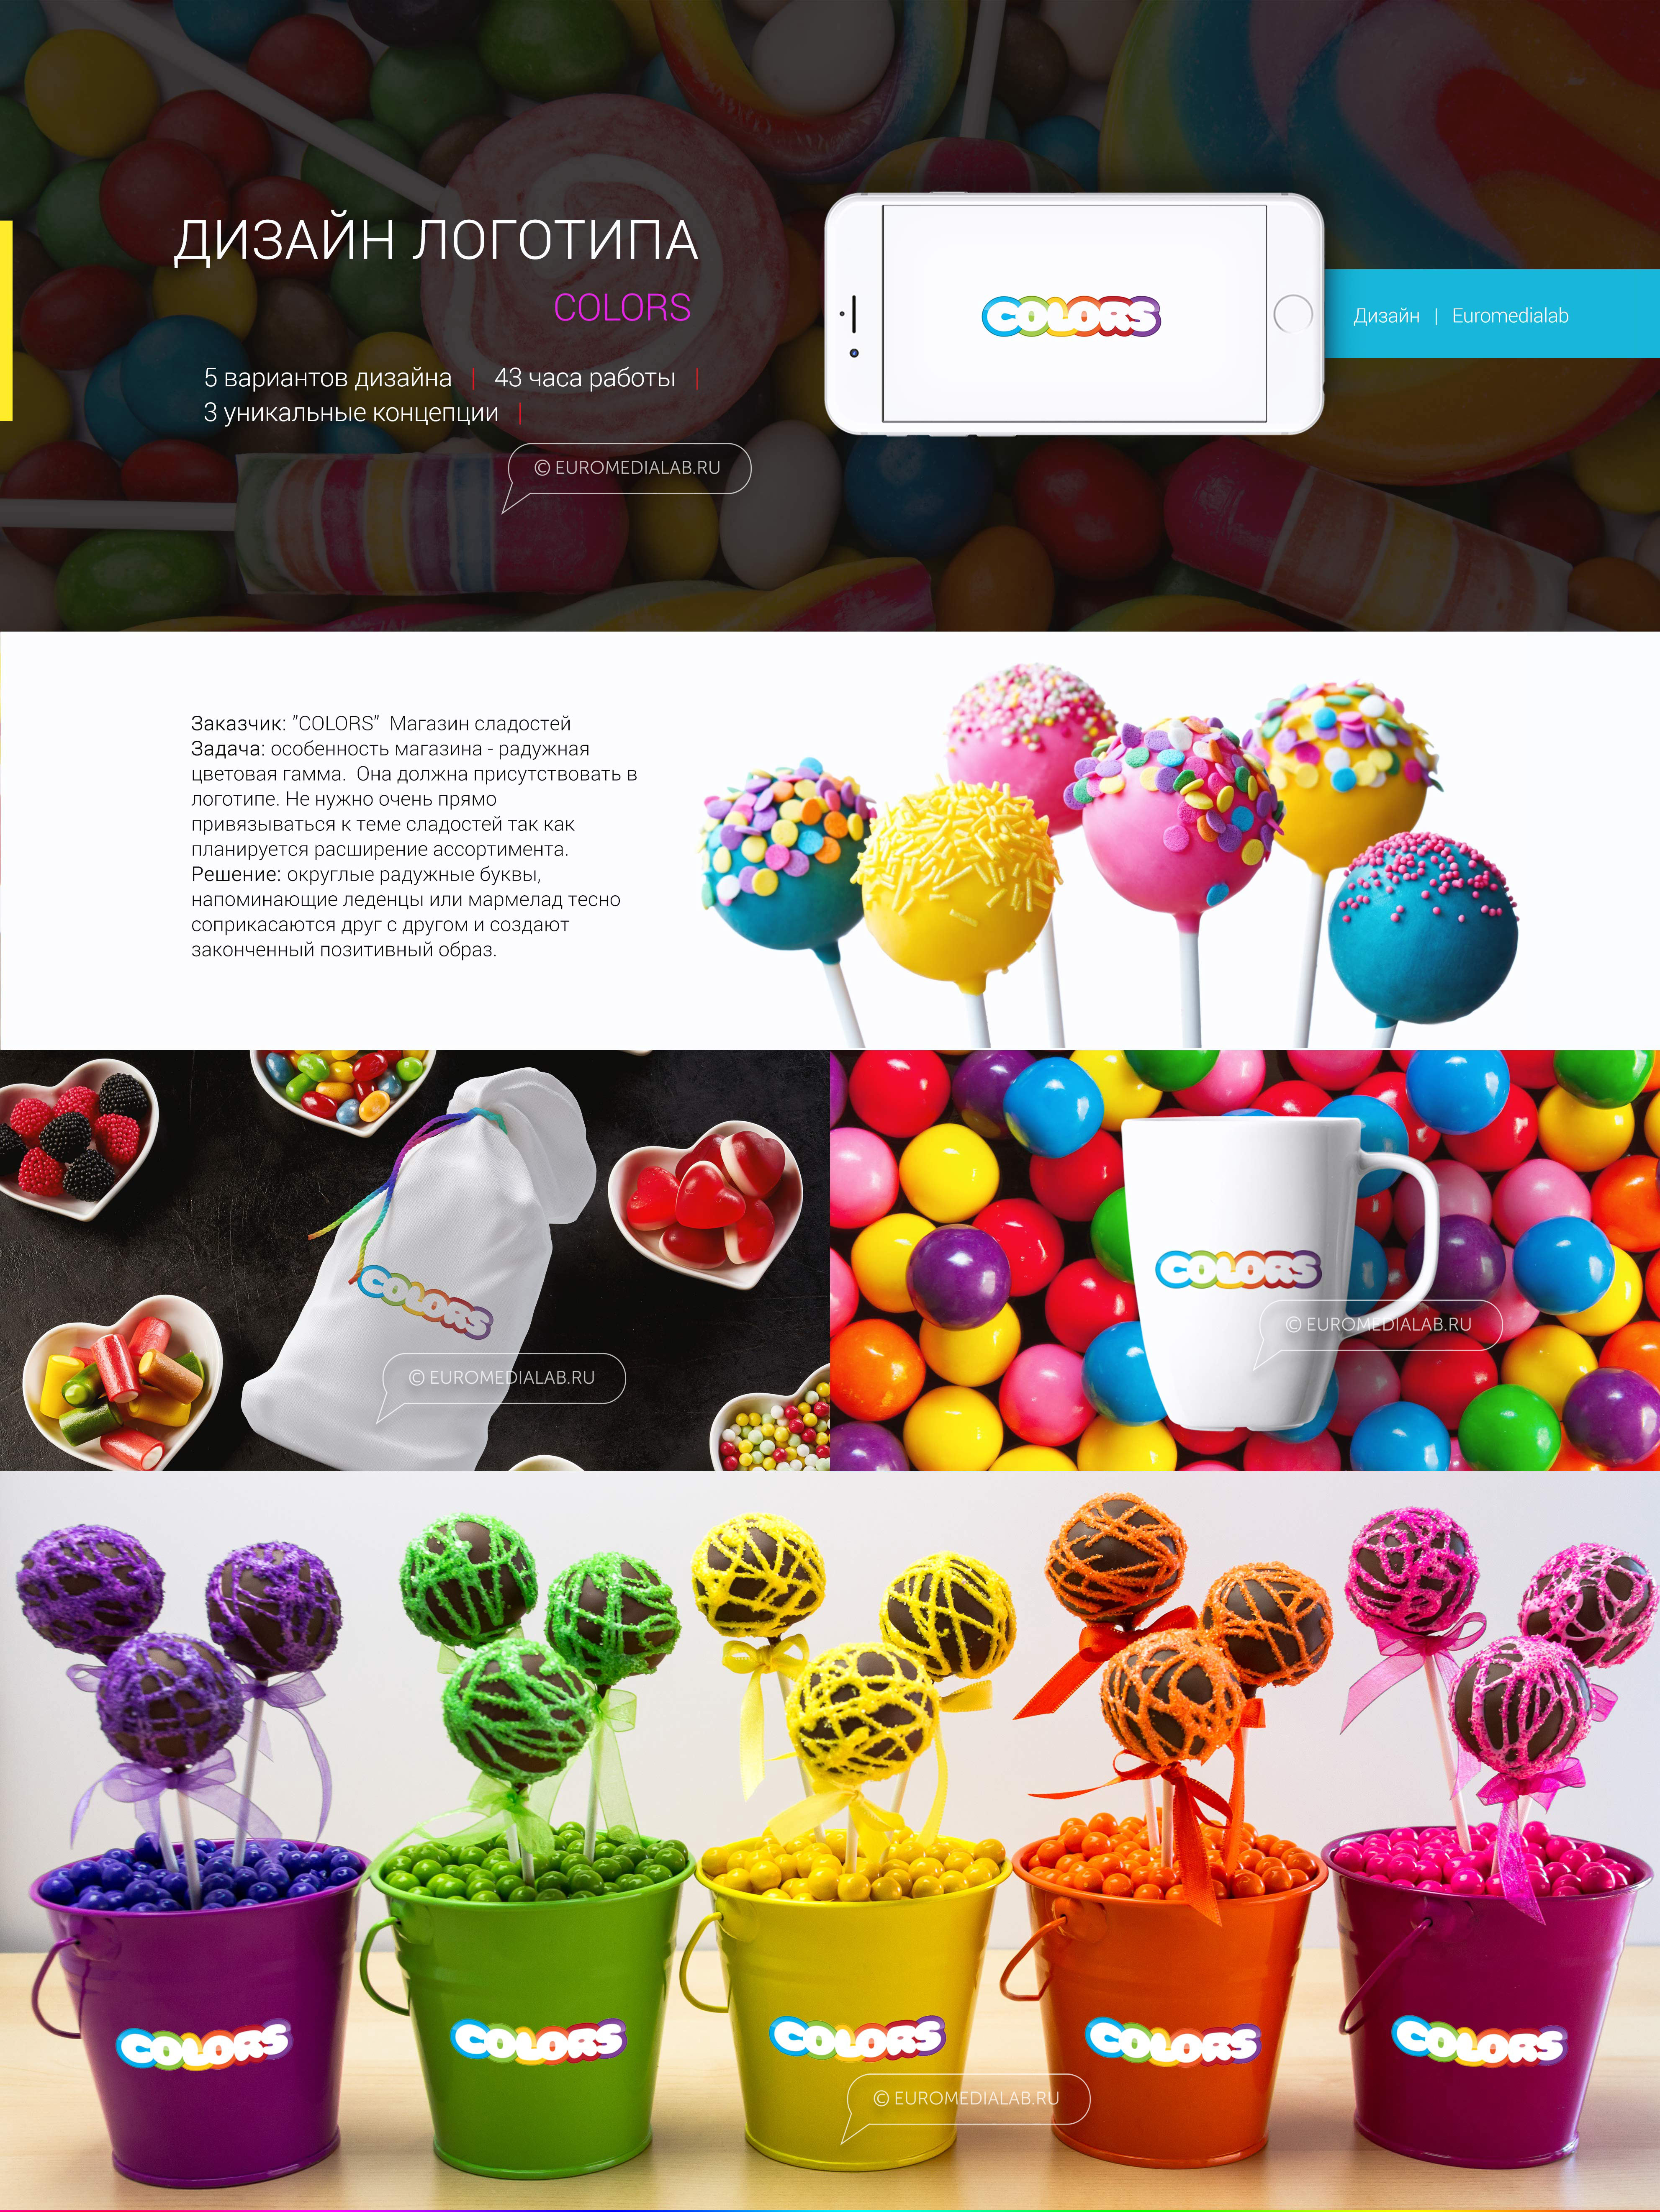 ДИЗАЙН ЛОГОТИПА
COLORS
5 вариантов дизайна | 43 часа работы |
3 уникальные концепции |
© EUROMEDIALAB.RU
COLORS
Дизайн | Euromedialab
Заказчик: "COLORS" Магазин сладостей
Задача: особенность магазина - радужная
цветовая гамма. Она должна присутствовать в
логотипе. Не нужно очень прямо
привязываться к теме сладостей так как
планируется расширение ассортимента.
Решение: округлые радужные буквы,
напоминающие леденцы или мармелад тесно
соприкасаются друг с другом и создают
законченный позитивный образ.
COLORS
© EUROMEDIALAB.RU
COLORS
© EUROMEDIALAB.RU
COLORS
COLORS
COLORS
COLORS
COLORS
© EUROMEDIALAB.RU